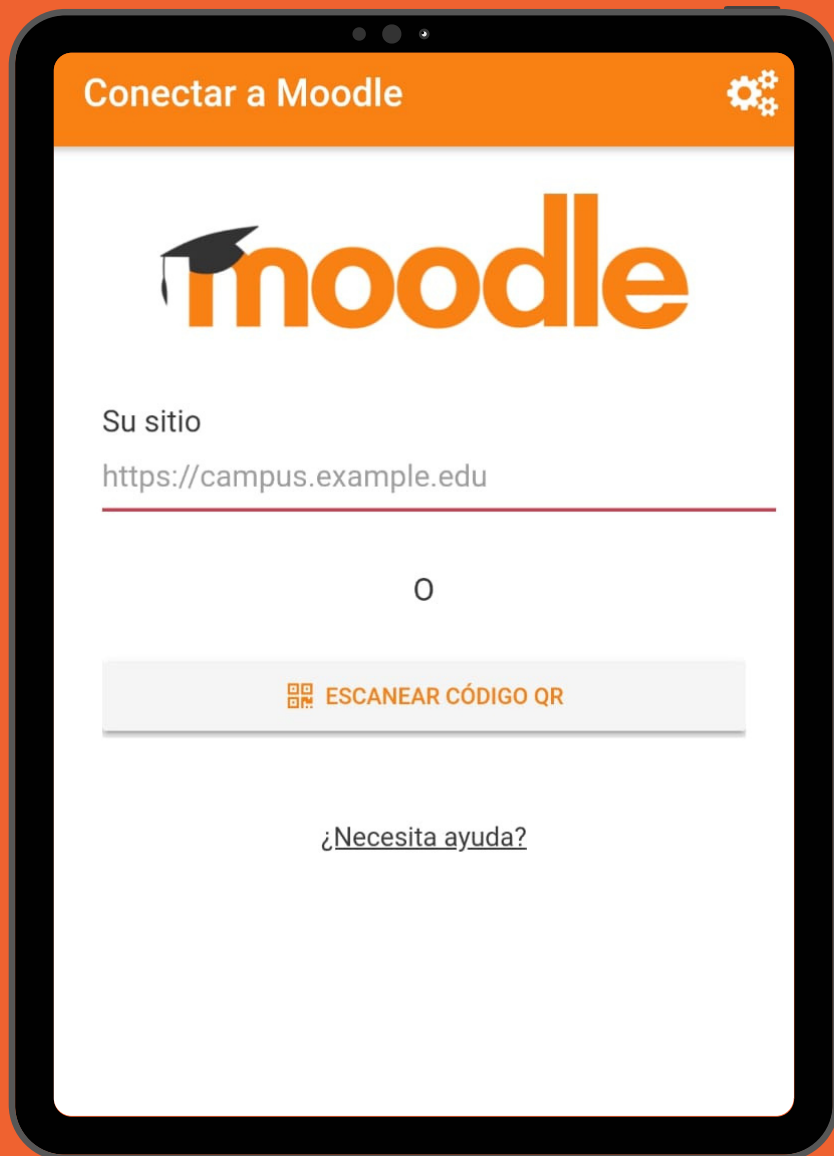 Conectar a Moodle
moodle
Su sitio
https://campus.example.edu
O
ESCANEAR CÓDIGO QR
¿Necesita ayuda?